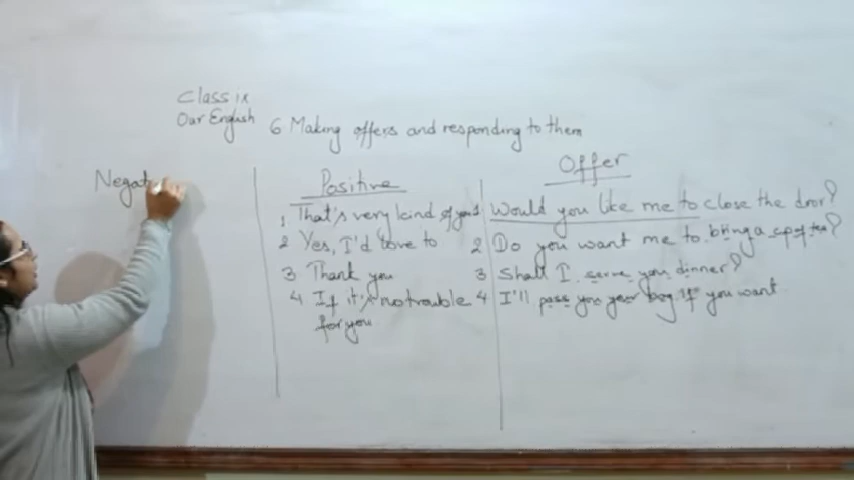 Class ix
Our English
6 Making offers and responding to them
Negat
Positive
1 That's very kind of you
2 Yes, I'd love to
3 Thank you
4 If it's no trouble
for you
Offer
1 Would you like me to close the door?
2 Do you want me to bring a cup of tea?
3 Shall I serve you dinner?
4 I'll pass you your bag if you want